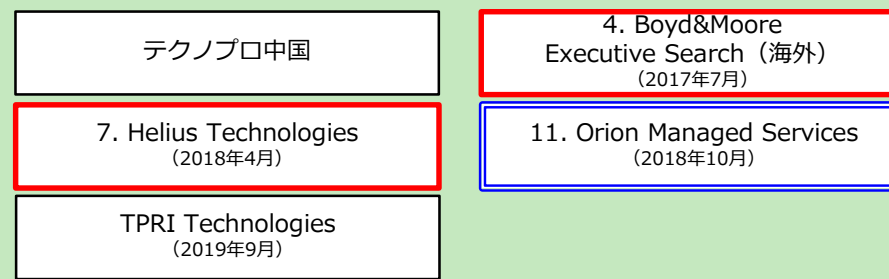 テクノプロ中国
4. Boyd&Moore
Executive Search（海外）
（2017年7月）
7. Helius Technologies
（2018年4月）
11. Orion Managed Services
（2018年10月）
TPRI Technologies
（2019年9月）